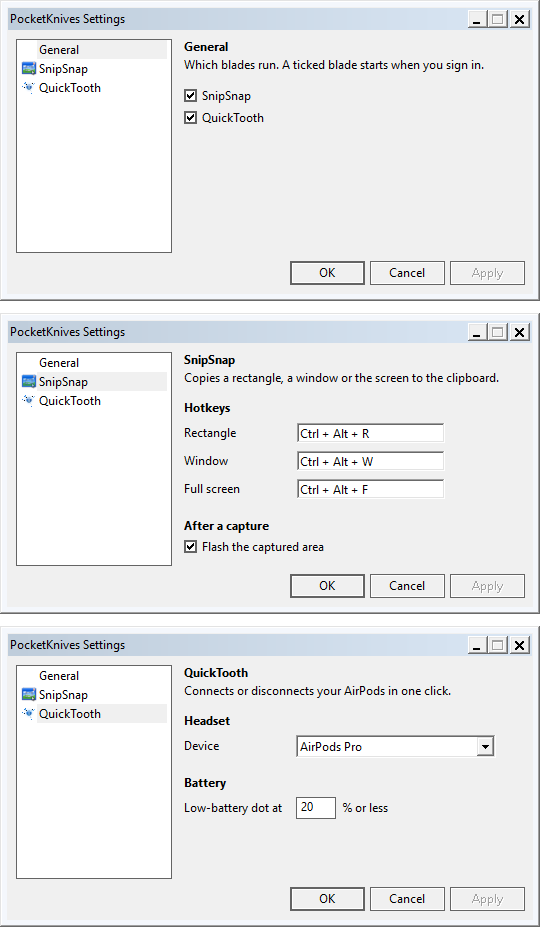 PocketKnives Settings
General
SnipSnap
QuickTooth
General
Which blades run. A ticked blade starts when you sign in.
SnipSnap
QuickTooth
OK Cancel Apply
PocketKnives Settings
General
SnipSnap
QuickTooth
SnipSnap
Copies a rectangle, a window or the screen to the clipboard.
Hotkeys
Rectangle Ctrl + Alt + R
Window Ctrl + Alt + W
Full screen Ctrl + Alt + F
After a capture
Flash the captured area
OK Cancel Apply
PocketKnives Settings
General
SnipSnap
QuickTooth
QuickTooth
Connects or disconnects your AirPods in one click.
Headset
Device AirPods Pro
Battery
Low-battery dot at 20 % or less
OK Cancel Apply